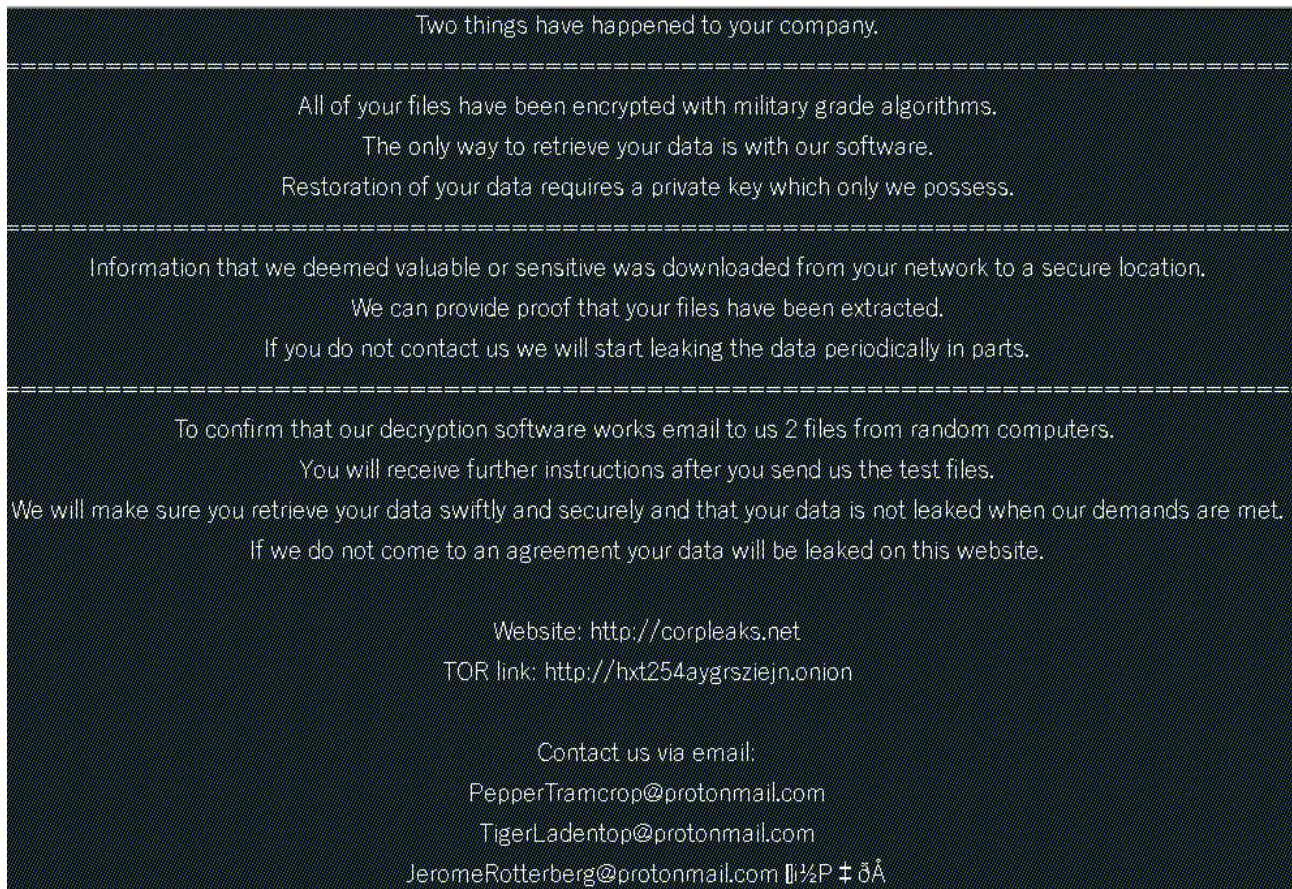 Two things have happened to your company.
================================================================================
All of your files have been encrypted with military grade algorithms.
The only way to retrieve your data is with our software.
Restoration of your data requires a private key which only we possess.
================================================================================
Information that we deemed valuable or sensitive was downloaded from your network to a secure location.
We can provide proof that your files have been extracted.
If you do not contact us we will start leaking the data periodically in parts.
================================================================================
To confirm that our decryption software works email to us 2 files from random computers.
You will receive further instructions after you send us the test files.
We will make sure you retrieve your data swiftly and securely and that your data is not leaked when our demands are met.
If we do not come to an agreement your data will be leaked on this website.
Website: http://corpleaks.net
TOR link: http://hxt254aygrsziejn.onion
Contact us via email:
PepperTramcrop@protonmail.com
TigerLadentop@protonmail.com
JeromeRotterberg@protonmail.com ½P ‡ ðÅ